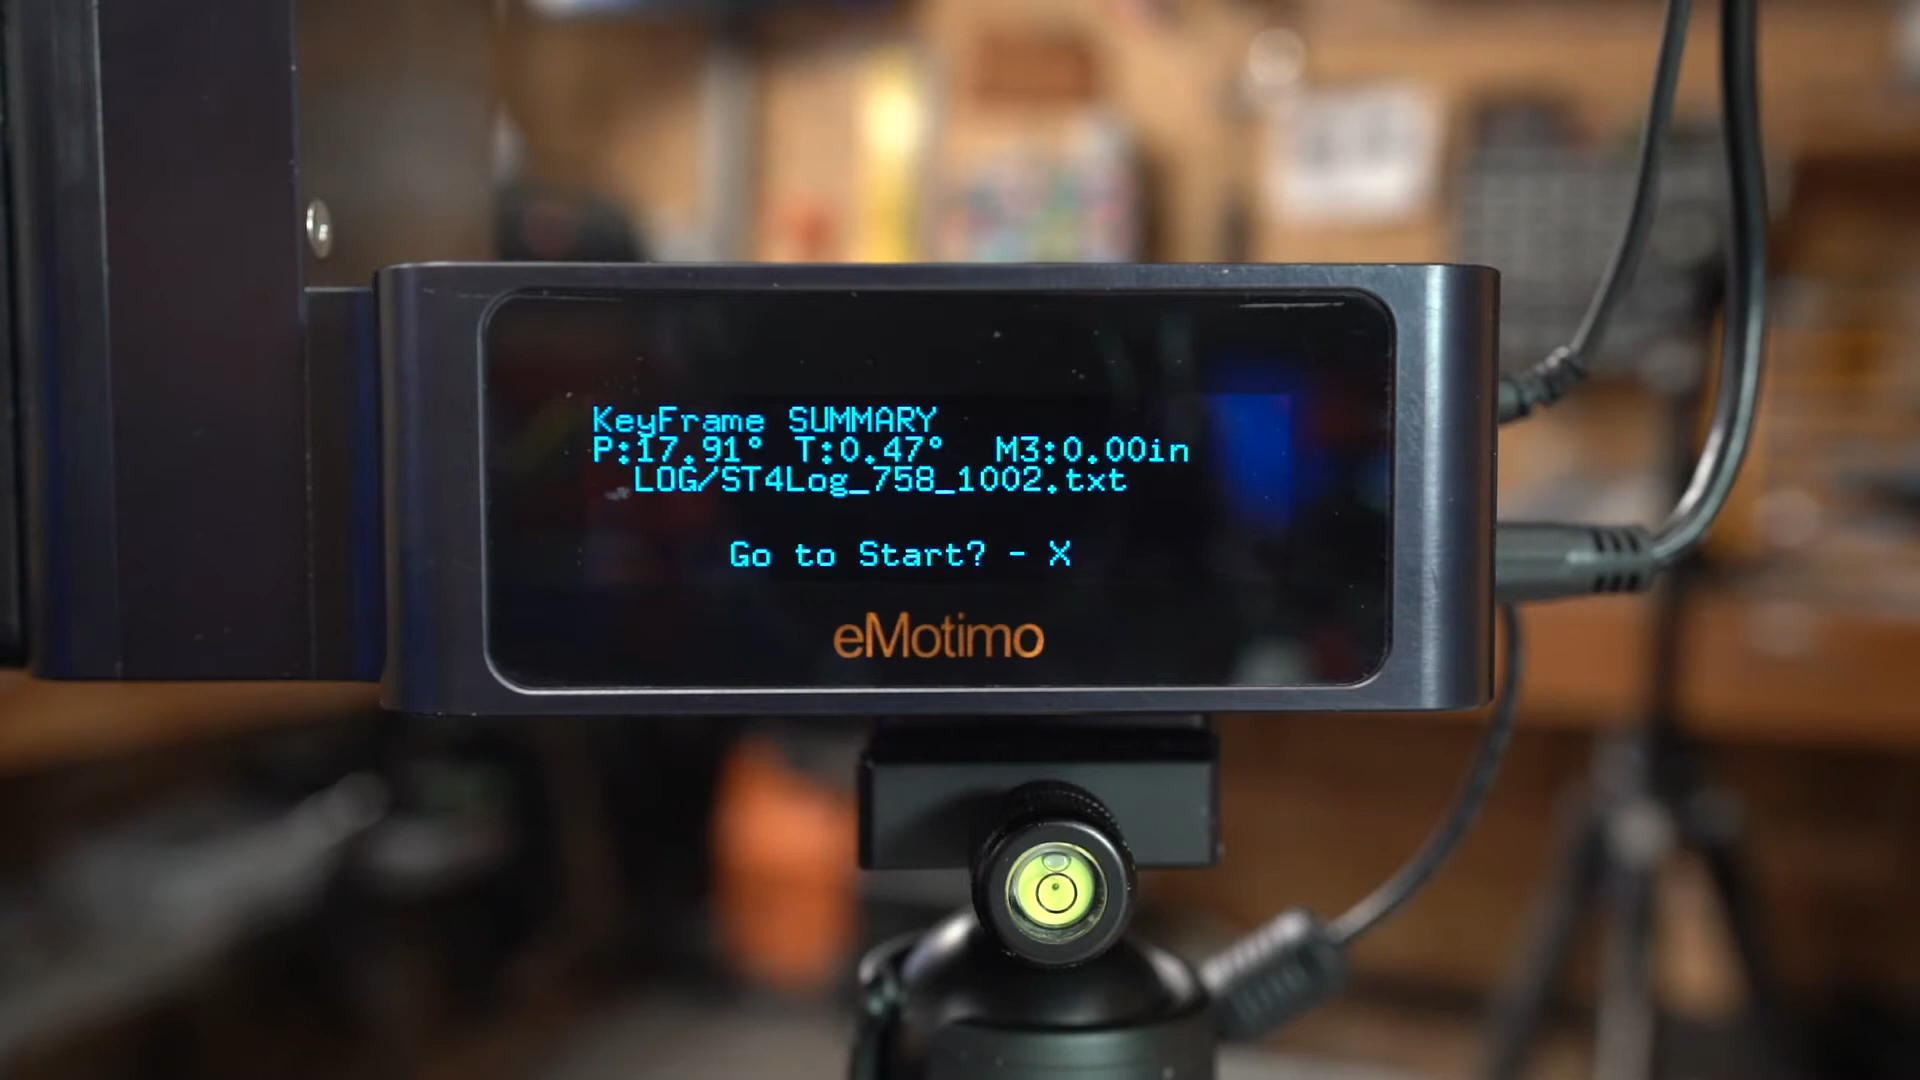 KeyFrame SUMMARY
P:17.91° T:0.47° M3:0.00in
LOG/ST4Log_758_1002.txt
Go to Start? - X
eMotimo